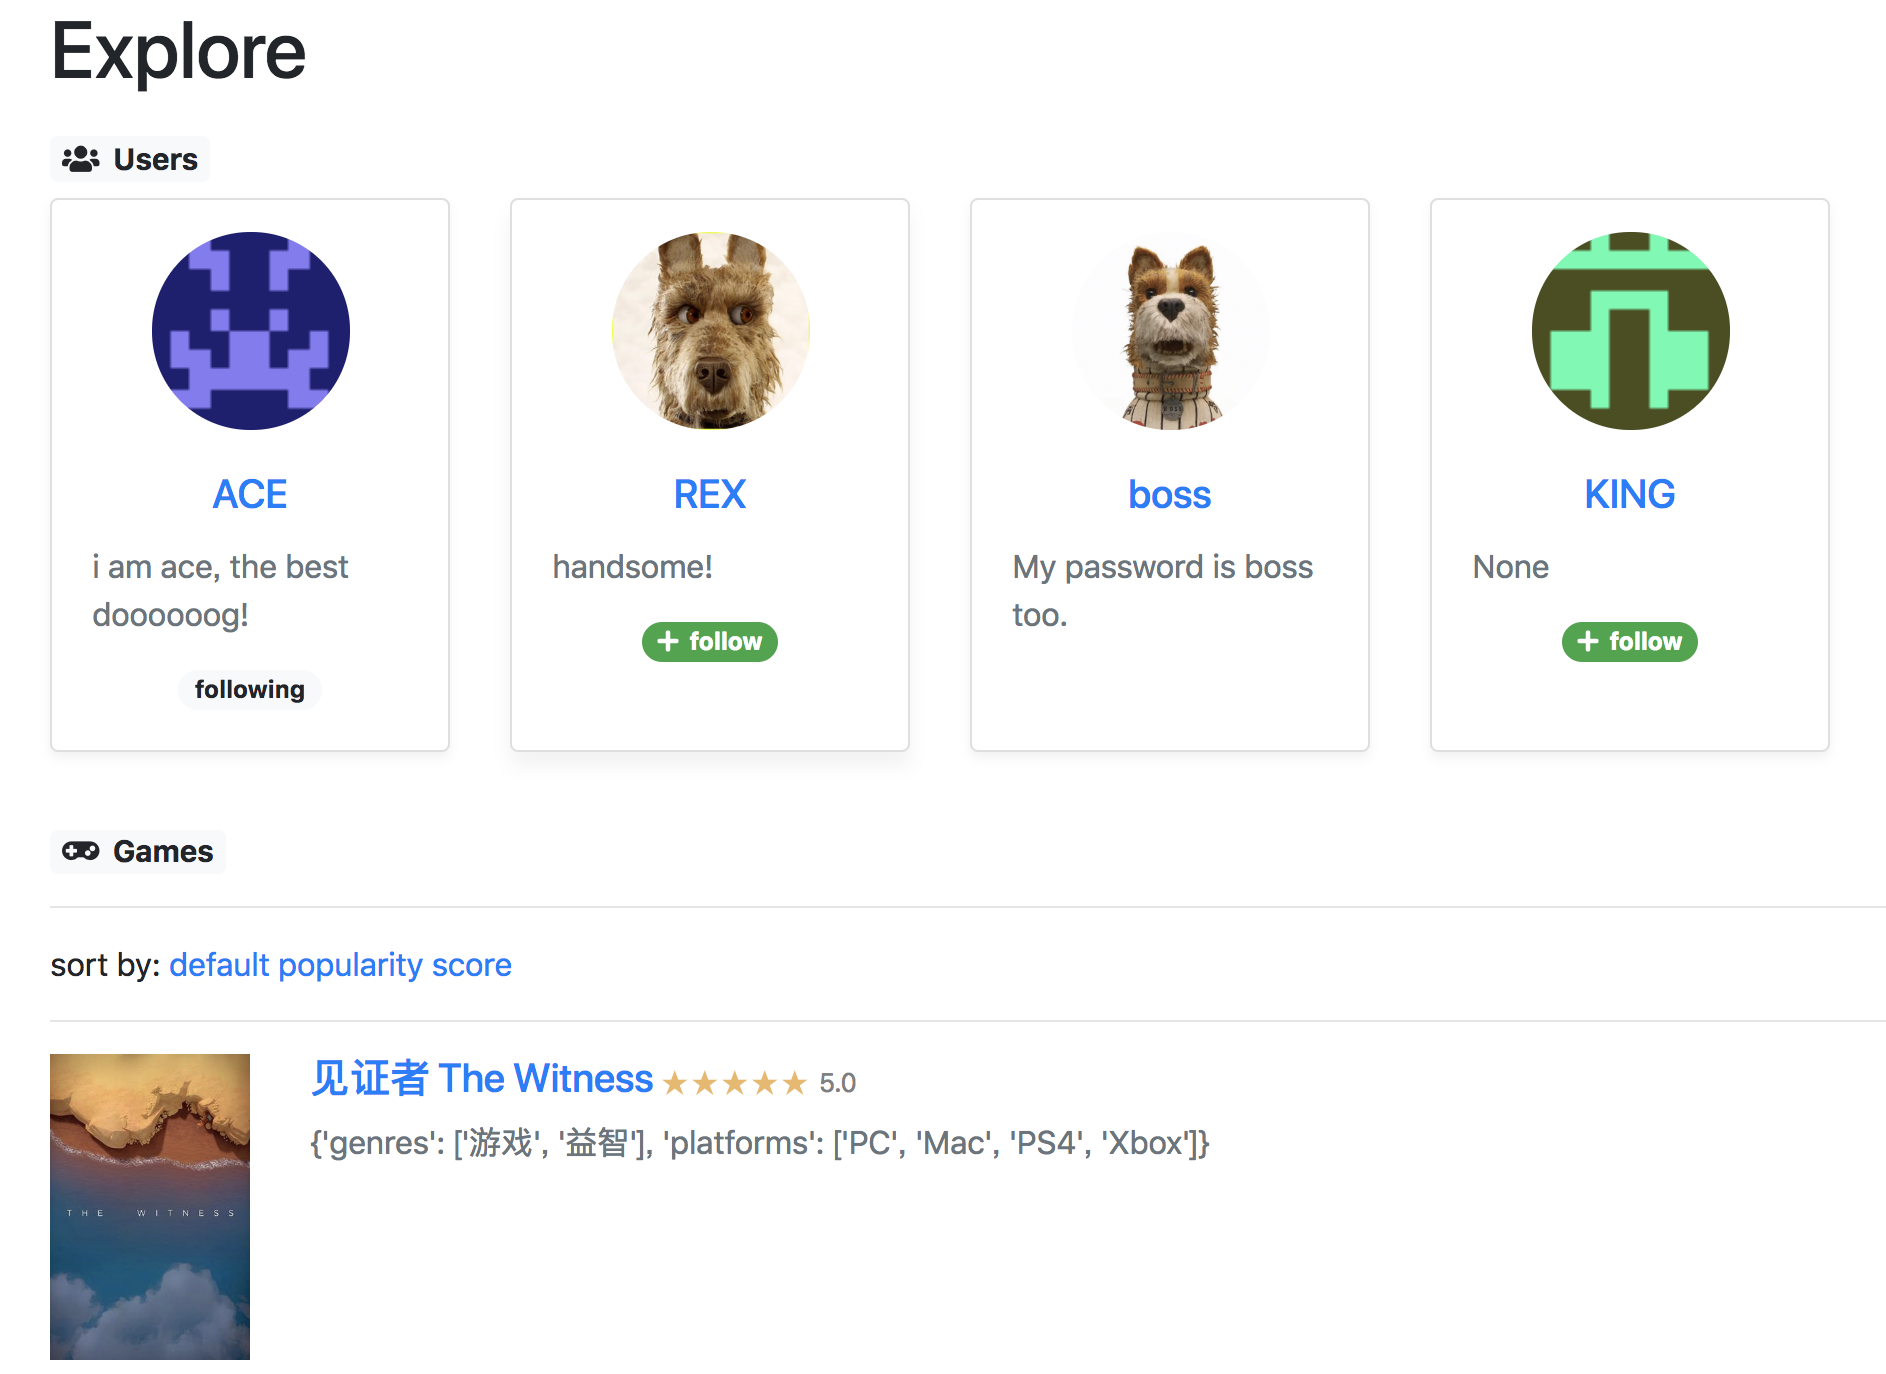 Explore
Users
ACE
i am ace, the best
doooooog!
following
REX
handsome!
follow
boss
My password is boss
too.
KING
None
follow
Games
sort by: default popularity score
见证者 The Witness 5.0
{'genres': ['游戏', '益智'], 'platforms': ['PC', 'Mac', 'PS4', 'Xbox']}
THE WITNESS